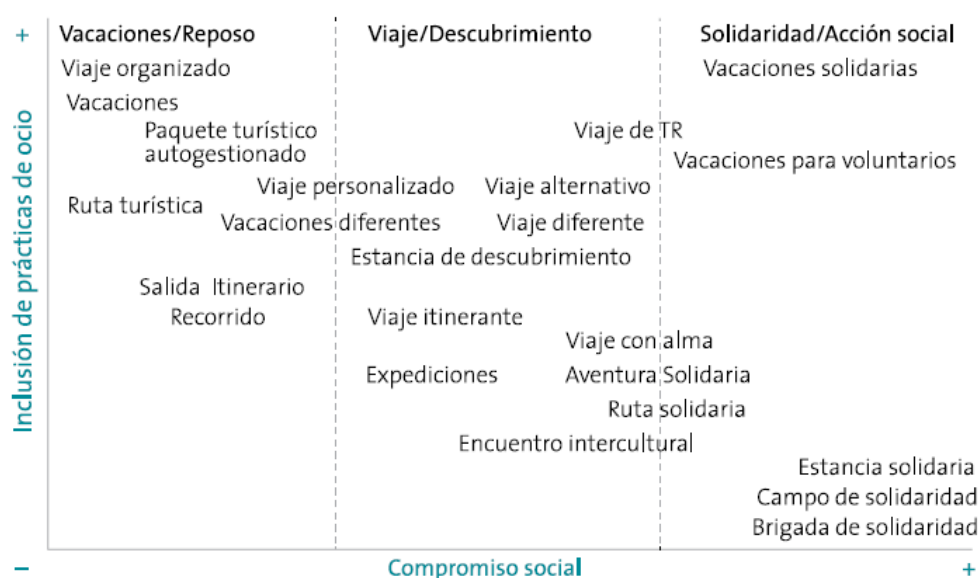 +
Vacaciones/Reposo
Viaje/Descubrimiento
Solidaridad/Acción social
Viaje organizado
Vacaciones solidarias
Vacaciones
Paquete turístico
autogestionado
Viaje de TR
Vacaciones para voluntarios
Viaje personalizado
Viaje alternativo
Ruta turística
Vacaciones diferentes
Viaje diferente
Estancia de descubrimiento
Salida Itinerario
Recorrido
Viaje itinerante
Viaje con alma
Expediciones
Aventura Solidaria
Ruta solidaria
Encuentro intercultural
Estancia solidaria
Campo de solidaridad
Brigada de solidaridad
Inclusión de prácticas de ocio
–
Compromiso social
+